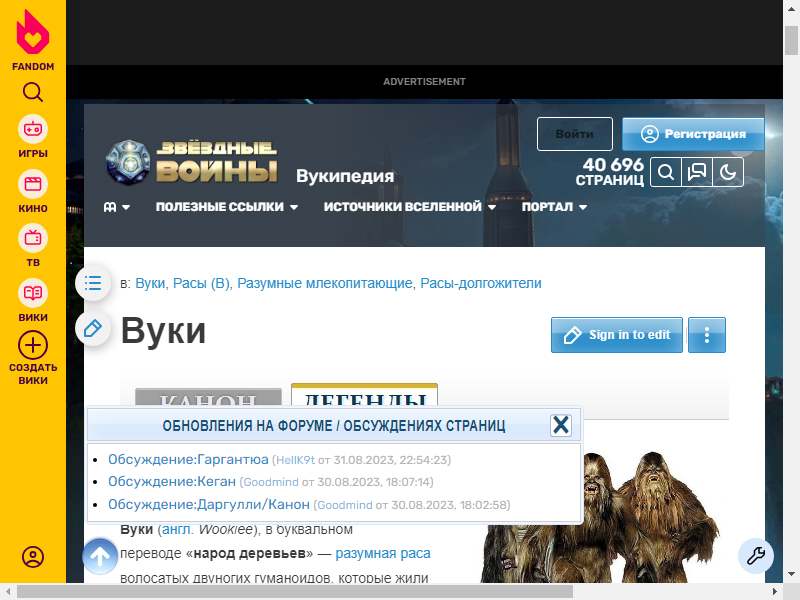 FANDOM
ИГРЫ
КИНО
ТВ
ВИКИ
СОЗДАТЬ
ВИКИ
ADVERTISEMENT
Войти
Регистрация
ЗВЁЗДНЫЕ
ВОЙНЫ
Вукипедия
40 696
СТРАНИЦ
ПОЛЕЗНЫЕ ССЫЛКИ
ИСТОЧНИКИ ВСЕЛЕННОЙ
ПОРТАЛ
в: Вуки, Расы (В), Разумные млекопитающие, Расы-долгожители
Вуки
Sign in to edit
КАНОН
ЛЕГЕНДЫ
ОБНОВЛЕНИЯ НА ФОРУМЕ / ОБСУЖДЕНИЯХ СТРАНИЦ
Обсуждение:Гаргантюа (HellK9t от 31.08.2023, 22:54:23)
Обсуждение:Кеган (Goodmind от 30.08.2023, 18:07:14)
Обсуждение:Даргулли/Канон (Goodmind от 30.08.2023, 18:02:58)
Вуки (англ. Wookiee), в буквальном
переводе «народ деревьев» — разумная раса
волосатых двуногих гуманоидов, которые жили